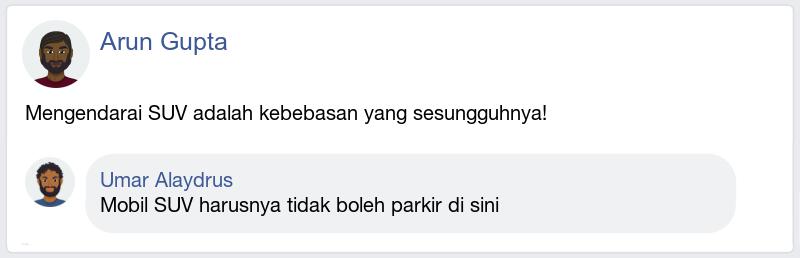 Arun Gupta
Mengendarai SUV adalah kebebasan yang sesungguhnya!
Umar Alaydrus
Mobil SUV harusnya tidak boleh parkir di sini